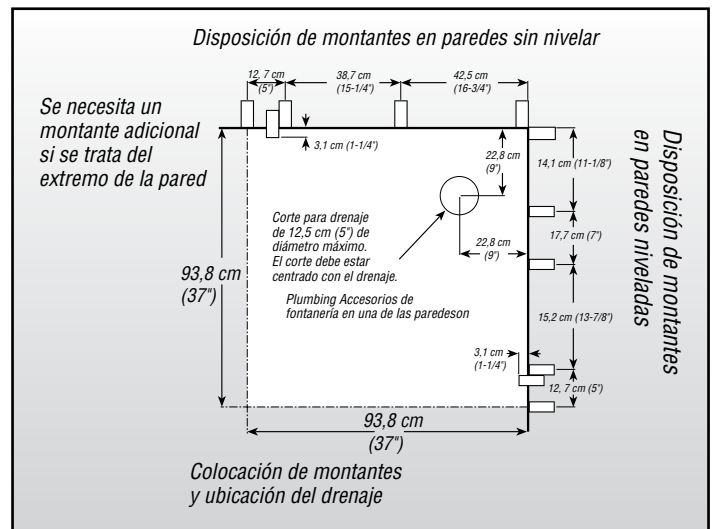 Disposición de montantes en paredes sin nivelar
12, 7 cm
(5")
38,7 cm
(15-1/4")
42,5 cm
(16-3/4")
Se necesita un
montante adicional
si se trata del
extremo de la pared
3,1 cm (1-1/4")
22,8 cm
(9")
14,1 cm (11-1/8")
Disposición de montantes
en paredes niveladas
Corte para drenaje
de 12,5 cm (5") de
diámetro máximo.
El corte debe estar
centrado con el drenaje.
17,7 cm (7")
22,8 cm
(9")
93,8 cm
(37")
Plumbing Accesorios de
fontanería en una de las paredeson
15,2 cm (13-7/8")
3,1 cm
(1-1/4")
12, 7 cm (5")
93,8 cm
(37")
Colocación de montantes
y ubicación del drenaje